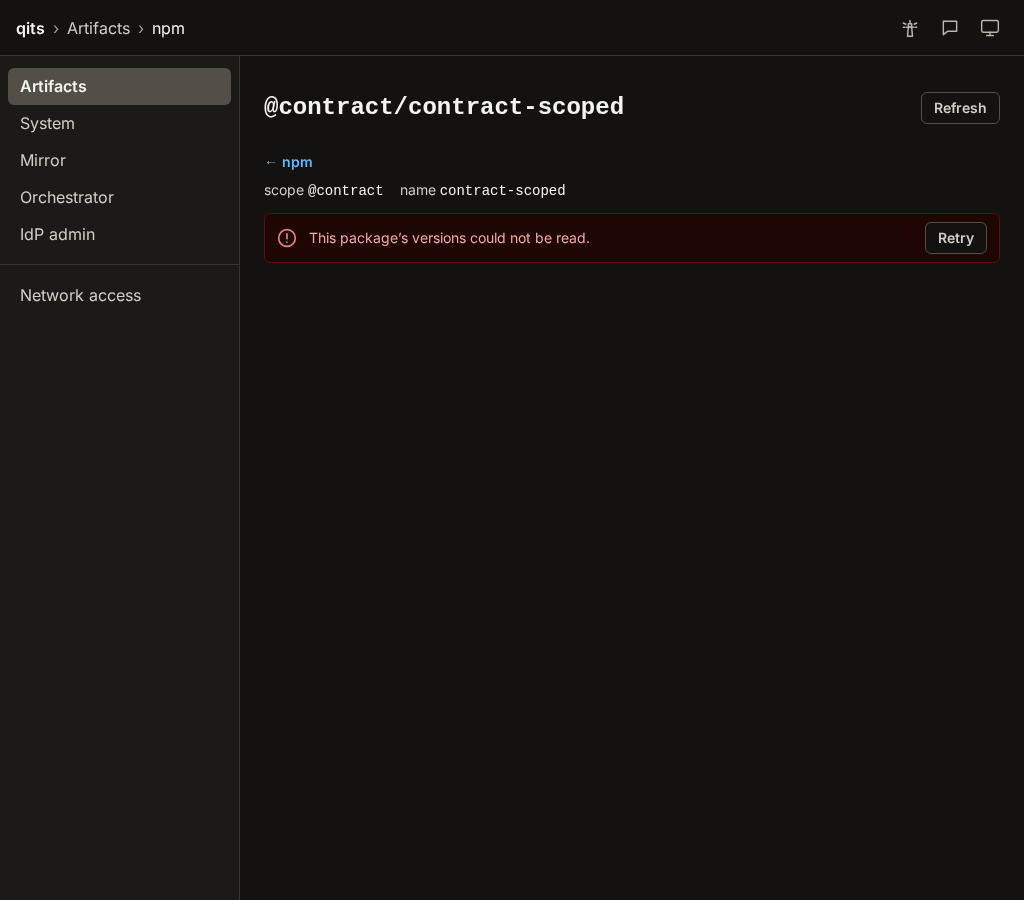 qits › Artifacts › npm
Artifacts
System
Mirror
Orchestrator
IdP admin
Network access
@contract/contract-scoped
Refresh
← npm
scope @contract name contract-scoped
This package’s versions could not be read.
Retry